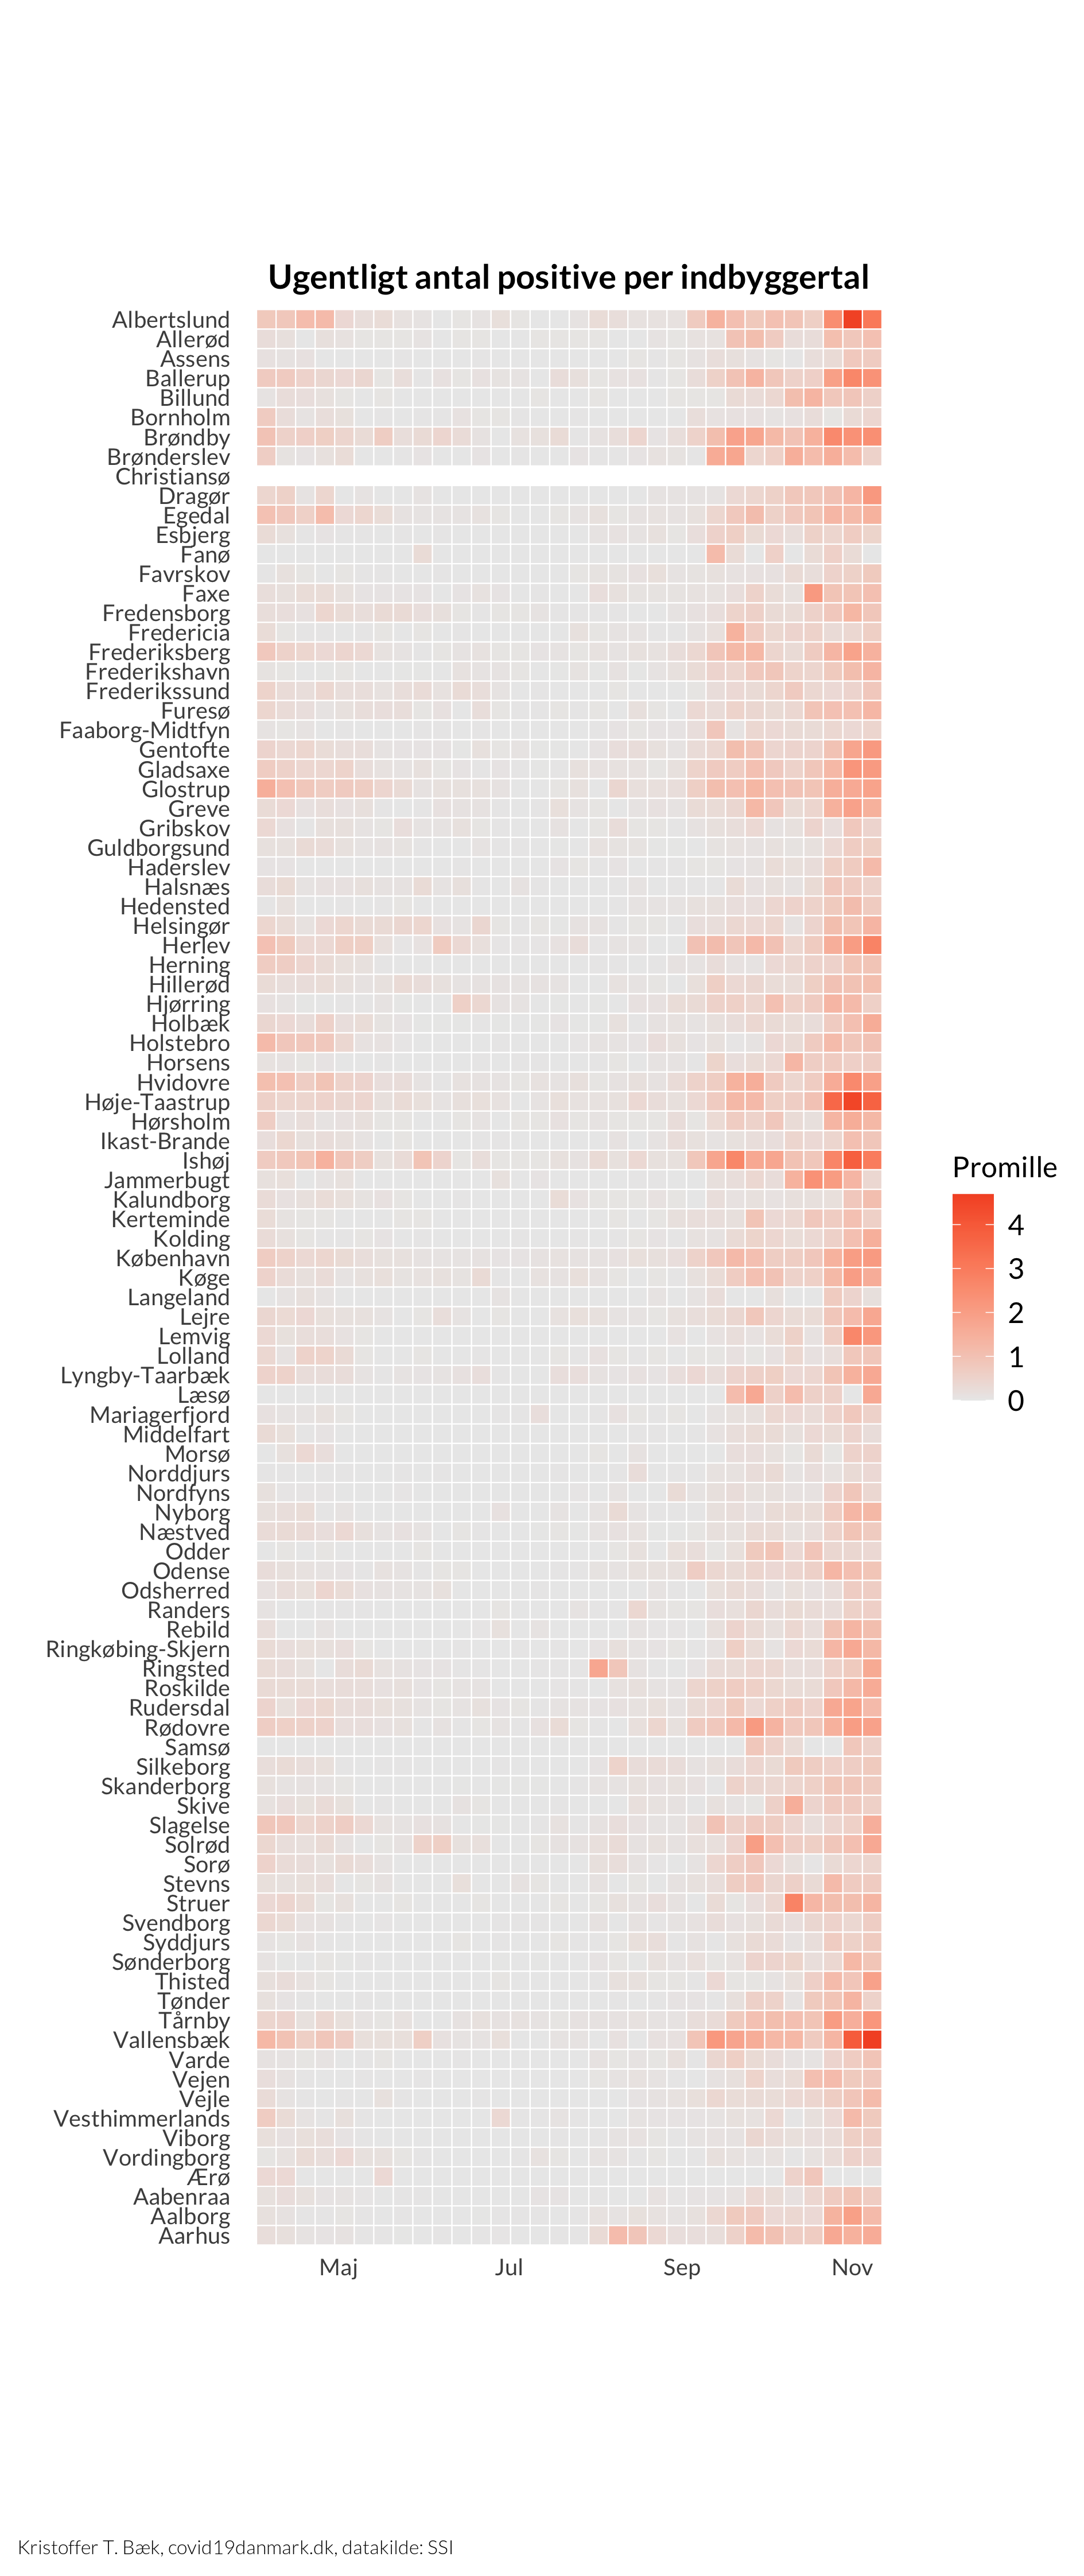 Ugentligt antal positive per indbyggertal
Albertslund
Allerød
Assens
Ballerup
Billund
Bornholm
Brøndby
Brønderslev
Christiansø
Dragør
Egedal
Esbjerg
Fanø
Favrskov
Faxe
Fredensborg
Fredericia
Frederiksberg
Frederikshavn
Frederikssund
Furesø
Faaborg-Midtfyn
Gentofte
Gladsaxe
Glostrup
Greve
Gribskov
Guldborgsund
Haderslev
Halsnæs
Hedensted
Helsingør
Herlev
Herning
Hillerød
Hjørring
Holbæk
Holstebro
Horsens
Hvidovre
Høje-Taastrup
Hørsholm
Ikast-Brande
Ishøj
Jammerbugt
Kalundborg
Kerteminde
Kolding
København
Køge
Langeland
Lejre
Lemvig
Lolland
Lyngby-Taarbæk
Læsø
Mariagerfjord
Middelfart
Morsø
Norddjurs
Nordfyns
Nyborg
Næstved
Odder
Odense
Odsherred
Randers
Rebild
Ringkøbing-Skjern
Ringsted
Roskilde
Rudersdal
Rødovre
Samsø
Silkeborg
Skanderborg
Skive
Slagelse
Solrød
Sorø
Stevns
Struer
Svendborg
Syddjurs
Sønderborg
Thisted
Tønder
Tårnby
Vallensbæk
Varde
Vejen
Vejle
Vesthimmerlands
Viborg
Vordingborg
Ærø
Aabenraa
Aalborg
Aarhus
Maj Jul Sep Nov
Promille
4
3
2
1
0
Kristoffer T. Bæk, covid19danmark.dk, datakilde: SSI